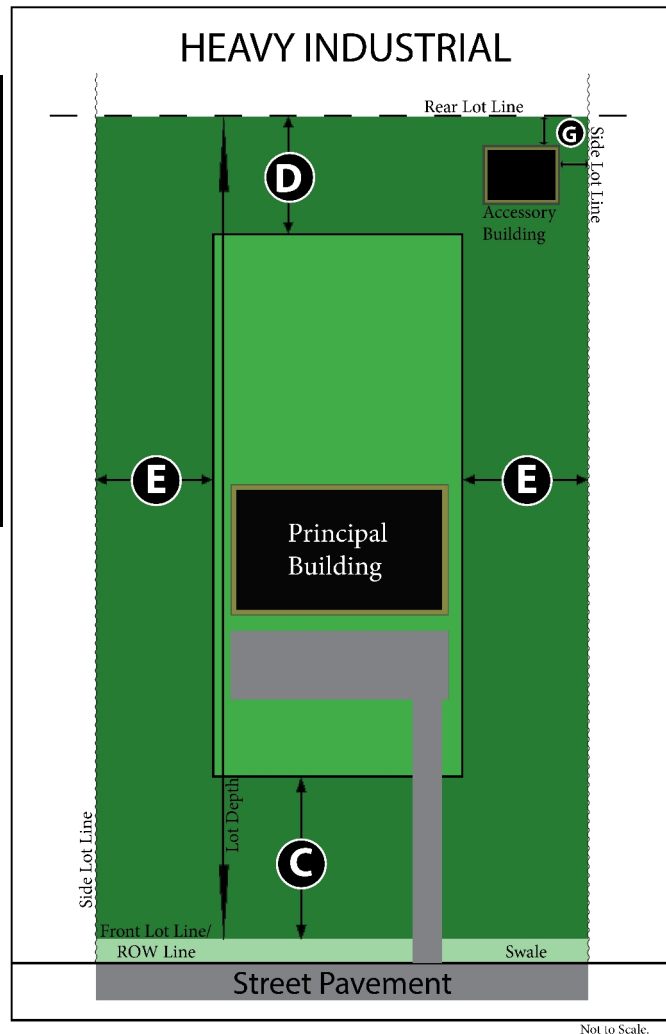 HEAVY INDUSTRIAL
Rear Lot Line
G
Side Lot Line
D
Accessory
Building
E
E
Principal
Building
Lot Depth
C
Side Lot Line
Front Lot Line/
ROW Line
Swale
Street Pavement
Not to Scale.